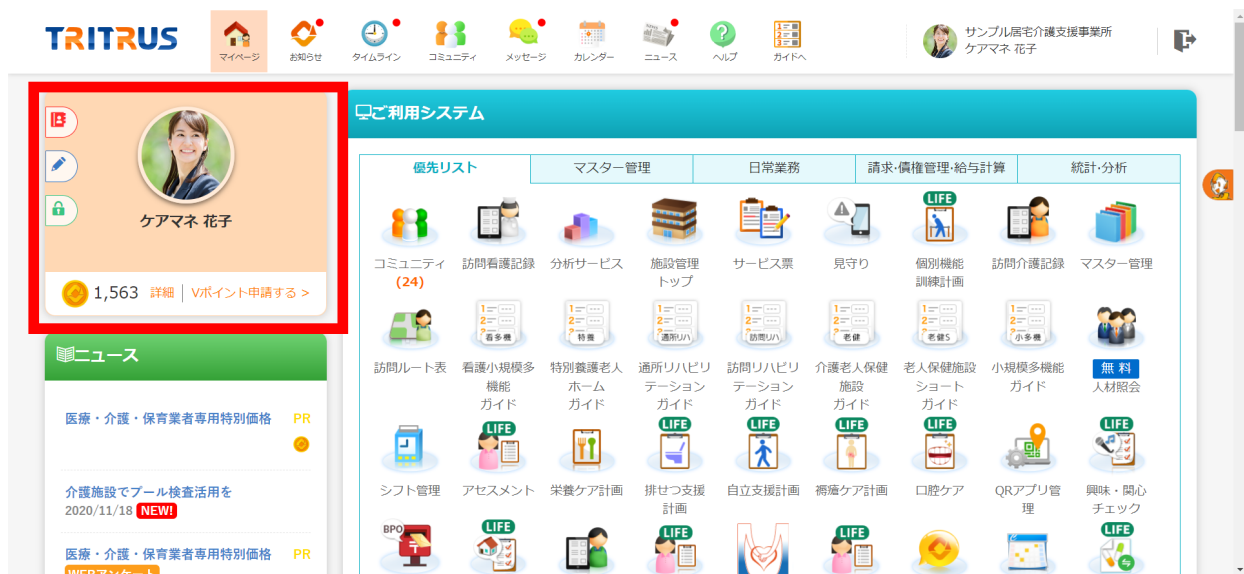 TRITRUS
マイページ
お知らせ
タイムライン
コミュニティ
メッセージ
カレンダー
ニュース
ヘルプ
ガイドへ
サンプル居宅介護支援事業所
ケアマネ 花子
ケアマネ 花子
1,563 詳細 | Vポイント申請する >
ニュース
医療・介護・保育業者専用特別価格 PR
介護施設でプール検査活用を
2020/11/18 NEW!
医療・介護・保育業者専用特別価格 PR
WEBアンケート
ご利用システム
優先リスト マスター管理 日常業務 請求・債権管理・給与計算 統計・分析
LIFE
コミュニティ 訪問看護記録 分析サービス 施設管理 サービス票 見守り 個別機能 訪問介護記録 マスター管理
(24) トップ 訓練計画
看多機 特養 通所リハ 訪問リハ 老健 老健S 小多機
訪問ルート表 看護小規模多 特別養護老人 通所リハビリ 訪問リハビリ 介護老人保健 老人保健施設 小規模多機能 無料
機能 ホーム テーション テーション 施設 ショート ガイド 人材照会
ガイド ガイド ガイド ガイド ガイド ガイド
LIFE LIFE LIFE LIFE LIFE LIFE
シフト管理 アセスメント 栄養ケア計画 排せつ支援 自立支援計画 褥瘡ケア計画 口腔ケア QRアプリ管 興味・関心
計画 理 チェック
BPO LIFE LIFE LIFE LIFE